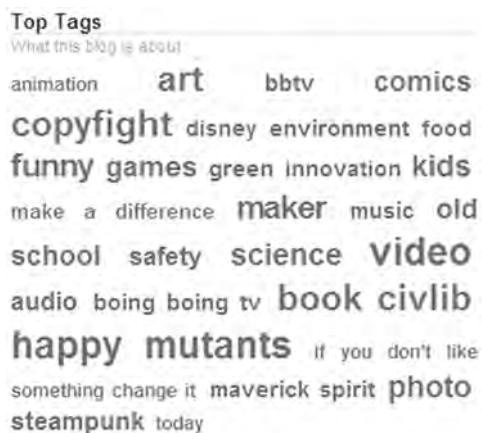 Top Tags
What this blog is about
animation art bbtv comics
copyfight disney environment food
funny games green innovation kids
make a difference maker music old
school safety science video
audio boing boing tv book civlib
happy mutants if you don't like
something change it maverick spirit photo
steampunk today